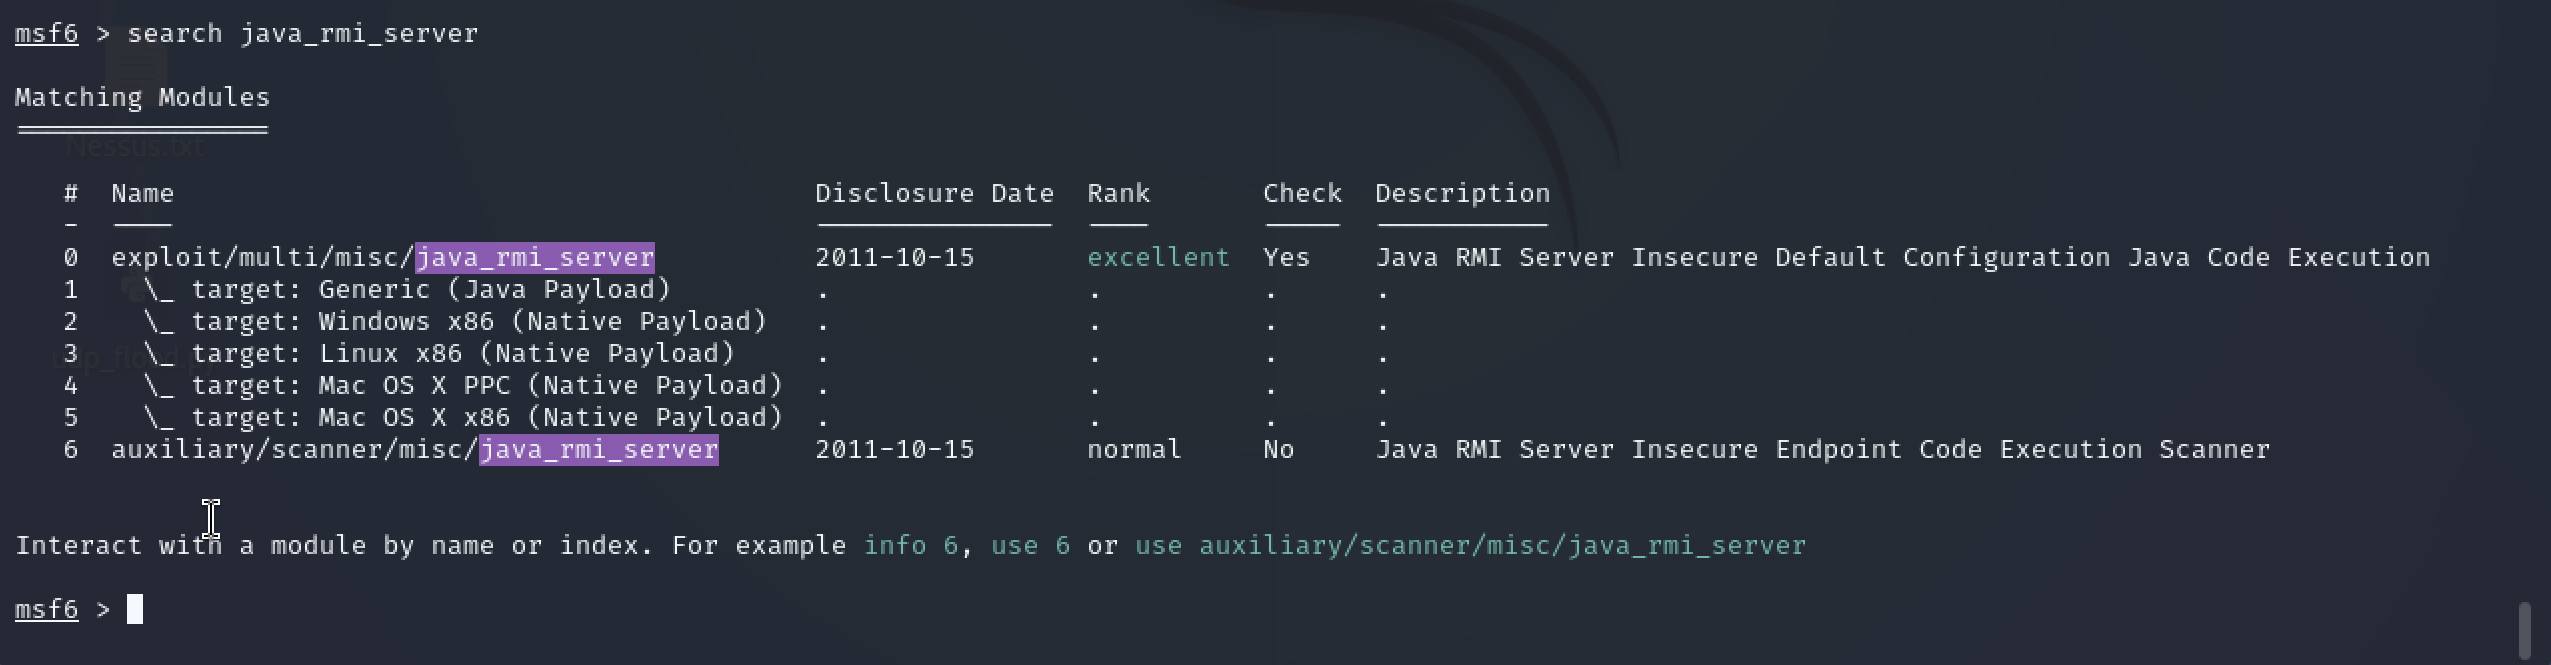 msf6 > search java_rmi_server
Matching Modules
================
Nessus.txt
#  Name  Disclosure Date  Rank  Check  Description
-  ----  ---------------  ----  -----  -----------
0  exploit/multi/misc/java_rmi_server  2011-10-15  excellent  Yes  Java RMI Server Insecure Default Configuration Java Code Execution
1  \_ target: Generic (Java Payload)  .  .  .  .
2  \_ target: Windows x86 (Native Payload)  .  .  .  .
3  \_ target: Linux x86 (Native Payload)  .  .  .  .
udp_flood.py
4  \_ target: Mac OS X PPC (Native Payload)  .  .  .  .
5  \_ target: Mac OS X x86 (Native Payload)  .  .  .  .
6  auxiliary/scanner/misc/java_rmi_server  2011-10-15  normal  No  Java RMI Server Insecure Endpoint Code Execution Scanner
Interact with a module by name or index. For example info 6, use 6 or use auxiliary/scanner/misc/java_rmi_server
msf6 >